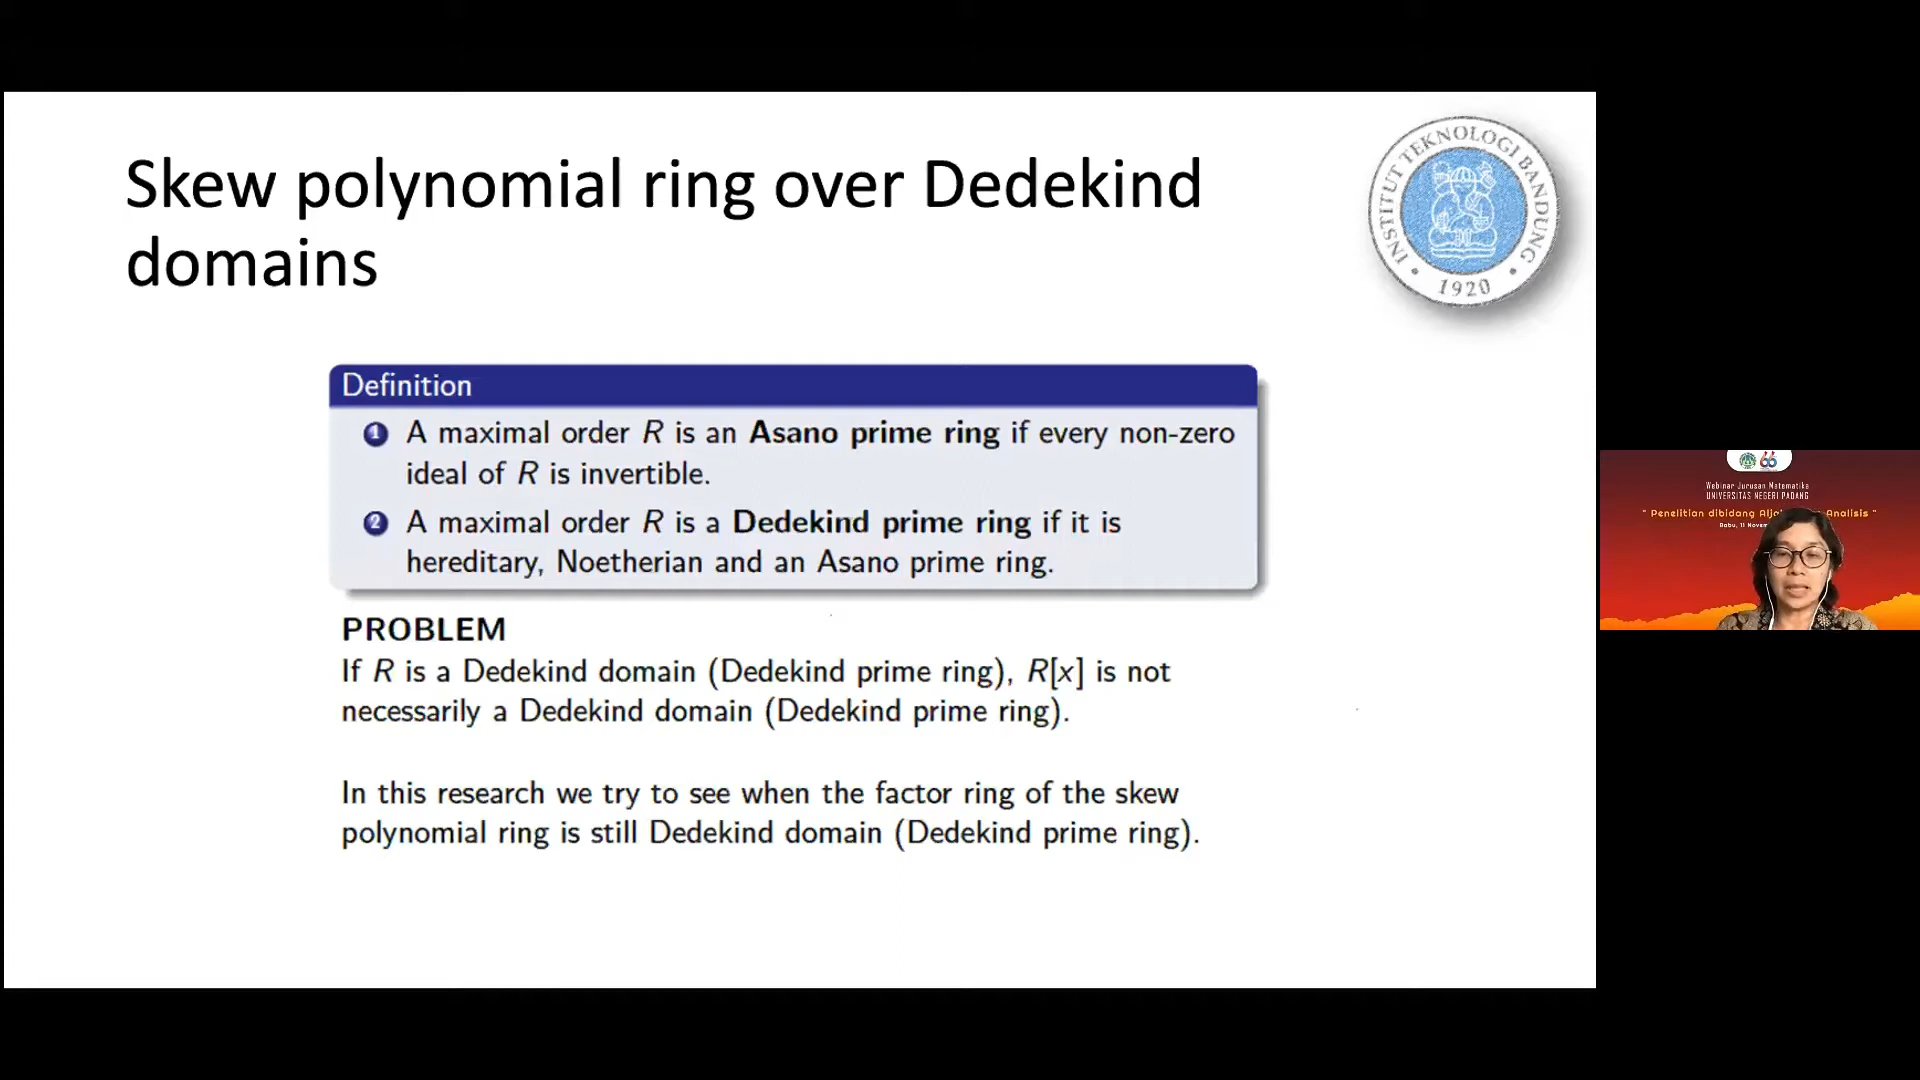 Skew polynomial ring over Dedekind
domains
INSTITUT TEKNOLOGI BANDUNG
1920
Definition
1 A maximal order R is an Asano prime ring if every non-zero
ideal of R is invertible.
2 A maximal order R is a Dedekind prime ring if it is
hereditary, Noetherian and an Asano prime ring.
PROBLEM
If R is a Dedekind domain (Dedekind prime ring), R[x] is not
necessarily a Dedekind domain (Dedekind prime ring).
In this research we try to see when the factor ring of the skew
polynomial ring is still Dedekind domain (Dedekind prime ring).
66
Webinar Jurusan Matematika
UNIVERSITAS NEGERI PADANG
" Penelitian dibidang Analisis "
Rabu, 11